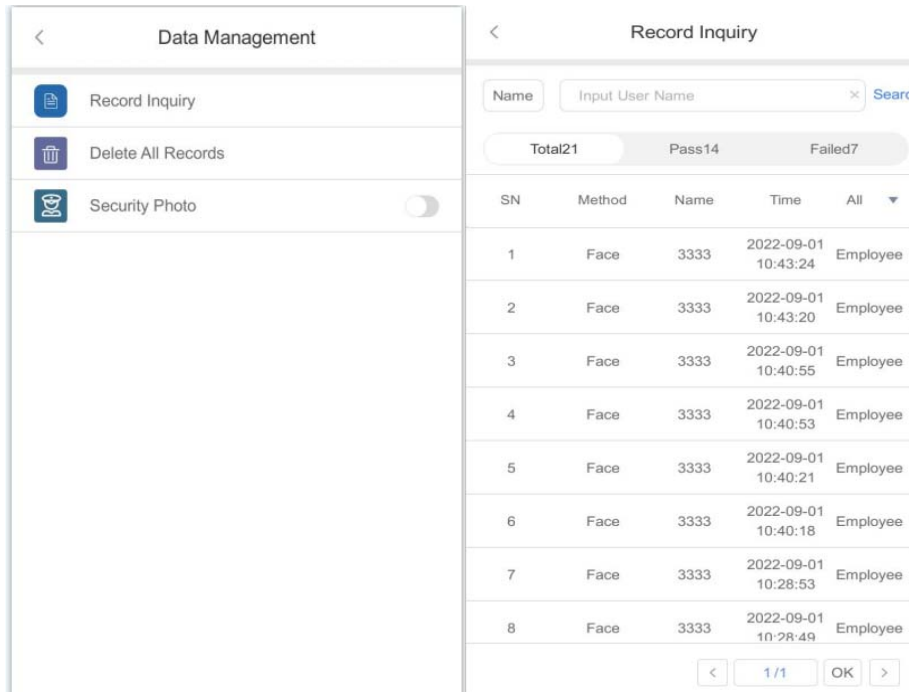 Data Management
Record Inquiry
Delete All Records
Security Photo
Record Inquiry
Name Input User Name × Searc
Total21 Pass14 Failed7
SN Method Name Time All
1 Face 3333 2022-09-01 10:43:24 Employee
2 Face 3333 2022-09-01 10:43:20 Employee
3 Face 3333 2022-09-01 10:40:55 Employee
4 Face 3333 2022-09-01 10:40:53 Employee
5 Face 3333 2022-09-01 10:40:21 Employee
6 Face 3333 2022-09-01 10:40:18 Employee
7 Face 3333 2022-09-01 10:28:53 Employee
8 Face 3333 2022-09-01 10:28:49 Employee
< 1/1 OK >